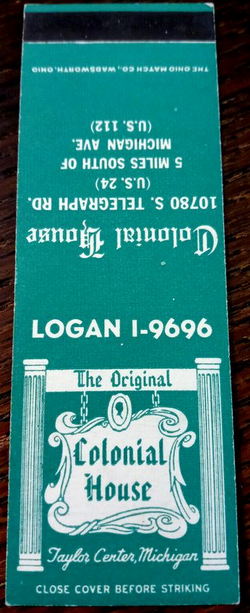 THE OHIO MATCH CO., WADSWORTH, OHIO
Colonial House
10780 S. TELEGRAPH RD.
(U.S. 24)
5 MILES SOUTH OF
MICHIGAN AVE.
(U.S. 112)
LOGAN 1-9696
The Original
Colonial
House
Taylor Center, Michigan
CLOSE COVER BEFORE STRIKING